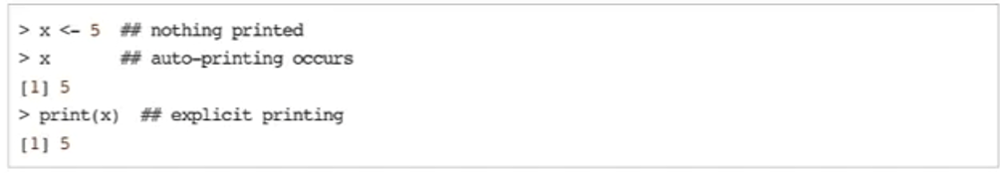 > x <- 5  ## nothing printed
> x       ## auto-printing occurs
[1] 5
> print(x)  ## explicit printing
[1] 5